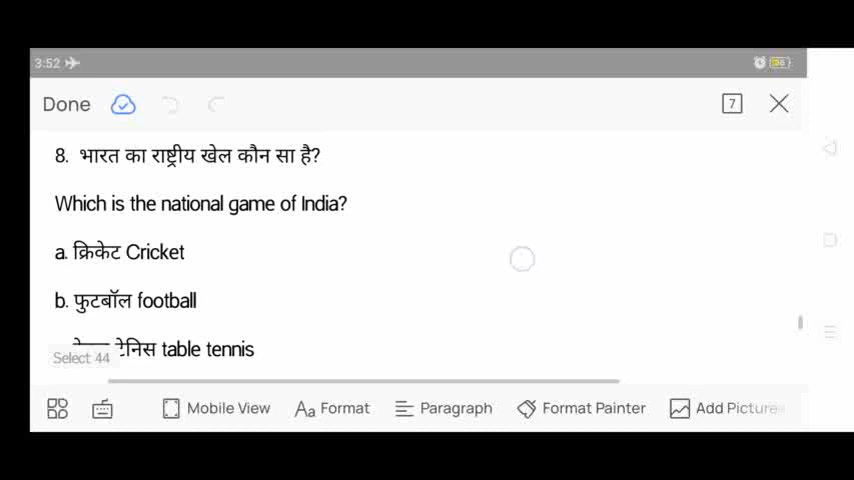 3:52
Done
7
8. भारत का राष्ट्रीय खेल कौन सा है?
Which is the national game of India?
a. क्रिकेट Cricket
b. फुटबॉल football
टेनिस table tennis
Select 44
Mobile View
Aa Format
Paragraph
Format Painter
Add Picture